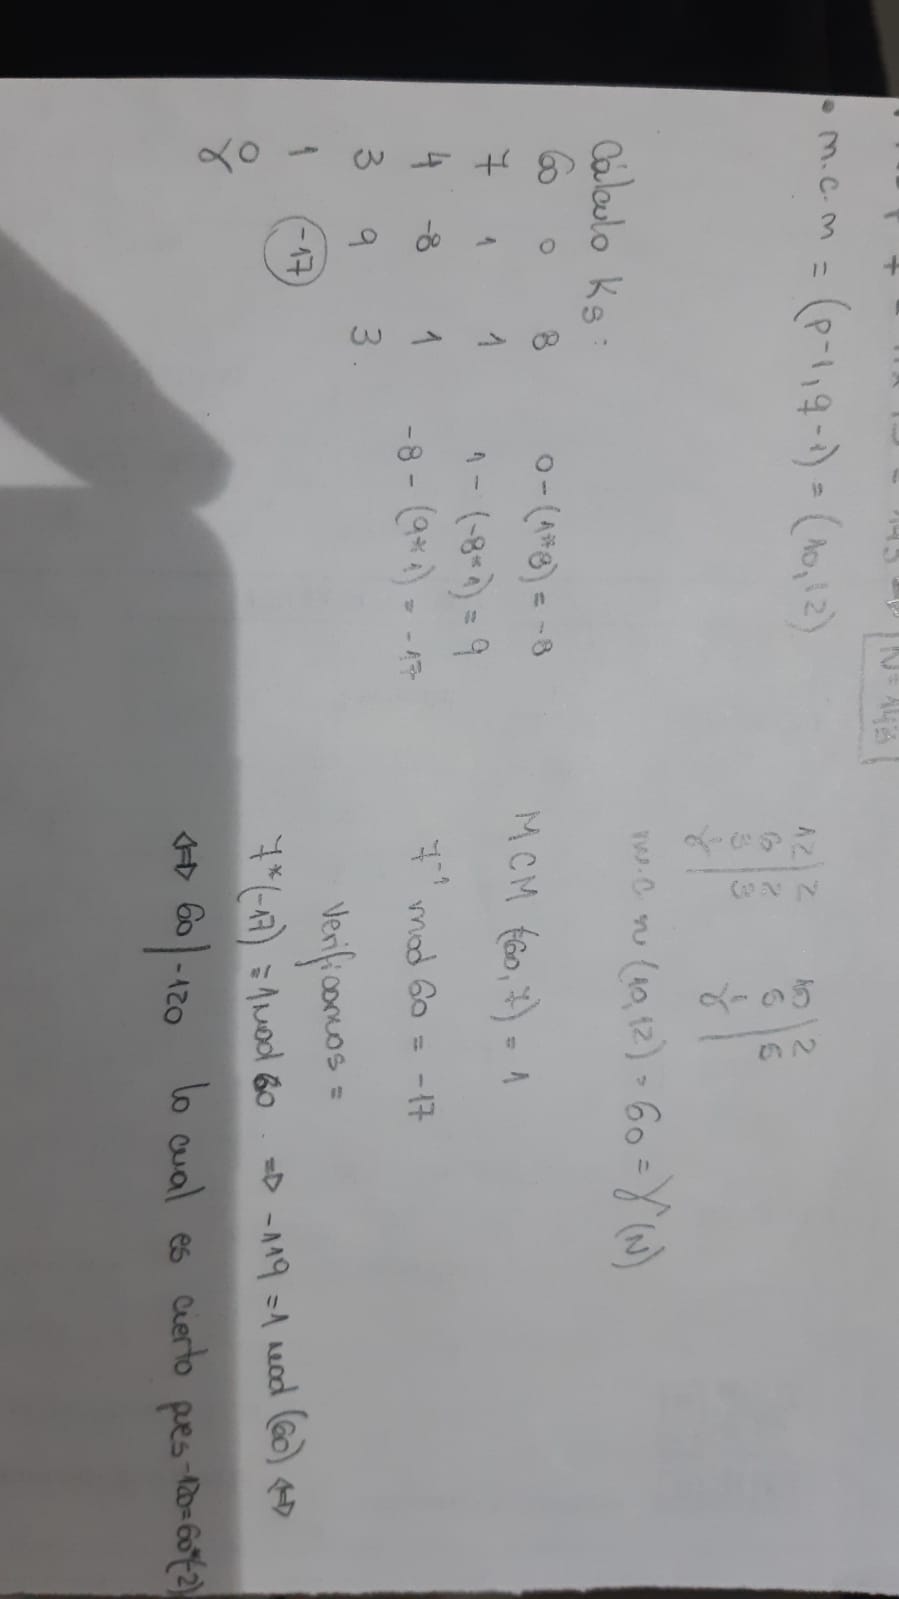 N=143
• m.c.m = (p-1, q-1) = (10,12)
12 | 2
6 | 2
3 | 3
1
10 | 2
5 | 5
1
m.c.m (10,12) = 60 = γ(N)
Cálculo ks:
60 0 8 0-(1*8) = -8
7 1 1 1-(-8*1) = 9
4 -8 1 -8-(9*1) = -17
3 9 3.
1 -17
0
MCM (60,7) = 1
7⁻¹ mod 60 = -17
Verificamos =
7*(-17) = 1 mod 60. => -119 = 1 mod (60) <=>
<=> 60 | -120 lo cual es cierto pues -120=60*(-2)